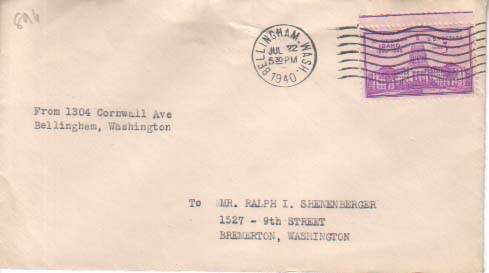 896
BELLINGHAM, WASH.
JUL 22
5:30 PM
1940
IDAHO
From 1304 Cornwall Ave
Bellingham, Washington
To MR. RALPH I. SHENENBERGER
1527 - 9th STREET
BREMERTON, WASHINGTON